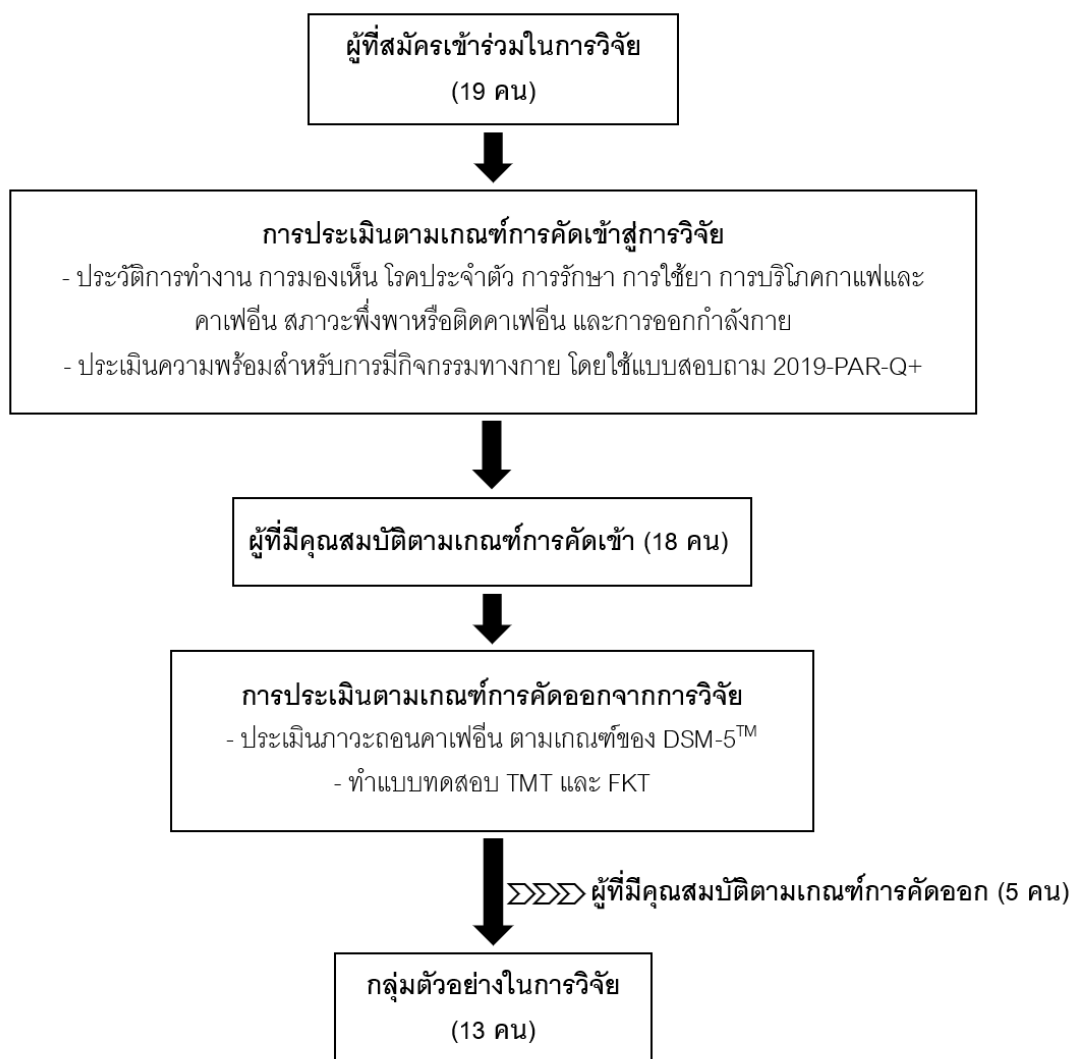 ผู้ที่สมัครเข้าร่วมในการวิจัย
(19 คน)
การประเมินตามเกณฑ์การคัดเข้าสู่การวิจัย
- ประวัติการทำงาน การมองเห็น โรคประจำตัว การรักษา การใช้ยา การบริโภคกาแฟและ
คาเฟอีน สภาวะพึ่งพาหรือติดคาเฟอีน และการออกกำลังกาย
- ประเมินความพร้อมสำหรับการมีกิจกรรมทางกาย โดยใช้แบบสอบถาม 2019-PAR-Q+
ผู้ที่มีคุณสมบัติตามเกณฑ์การคัดเข้า (18 คน)
การประเมินตามเกณฑ์การคัดออกจากการวิจัย
- ประเมินภาวะถอนคาเฟอีน ตามเกณฑ์ของ DSM-5™
- ทำแบบทดสอบ TMT และ FKT
ผู้ที่มีคุณสมบัติตามเกณฑ์การคัดออก (5 คน)
กลุ่มตัวอย่างในการวิจัย
(13 คน)